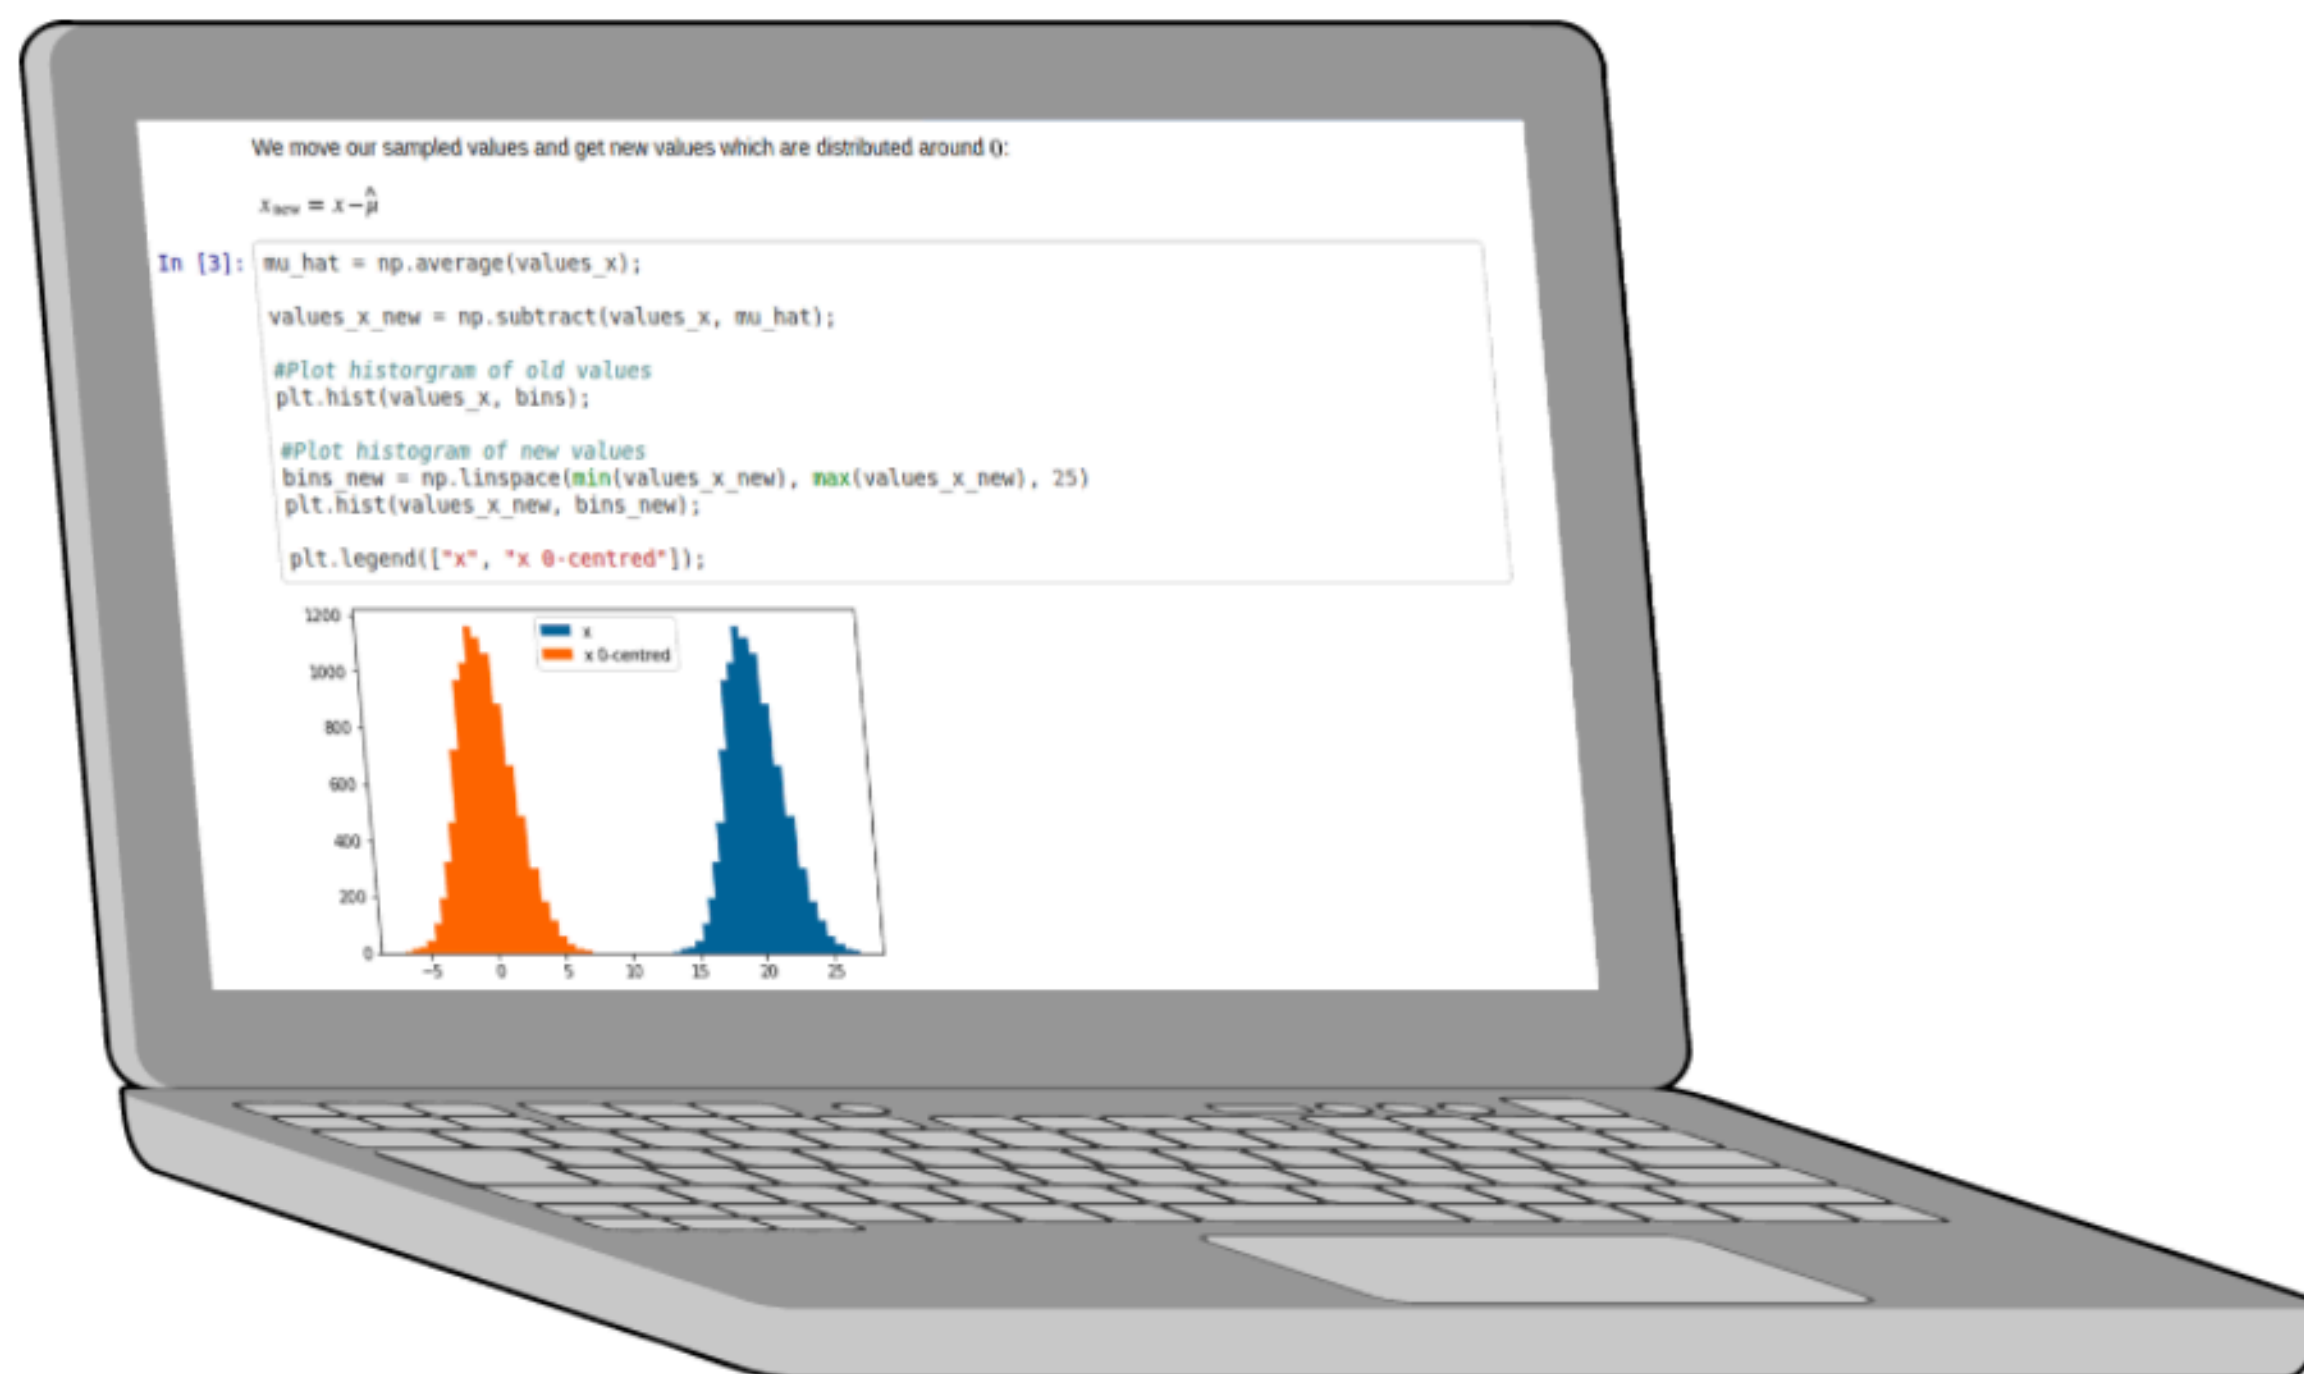 We move our sampled values and get new values which are distributed around 0:
xnew = x−μ̂
In [3]: mu_hat = np.average(values_x);
values_x_new = np.subtract(values_x, mu_hat);
#Plot historgram of old values
plt.hist(values_x, bins);
#Plot histogram of new values
bins_new = np.linspace(min(values_x_new), max(values_x_new), 25)
plt.hist(values_x_new, bins_new);
plt.legend(["x", "x 0-centred"]);
x
x 0-centred
1200
1000
800
600
400
200
0
−5 0 5 10 15 20 25